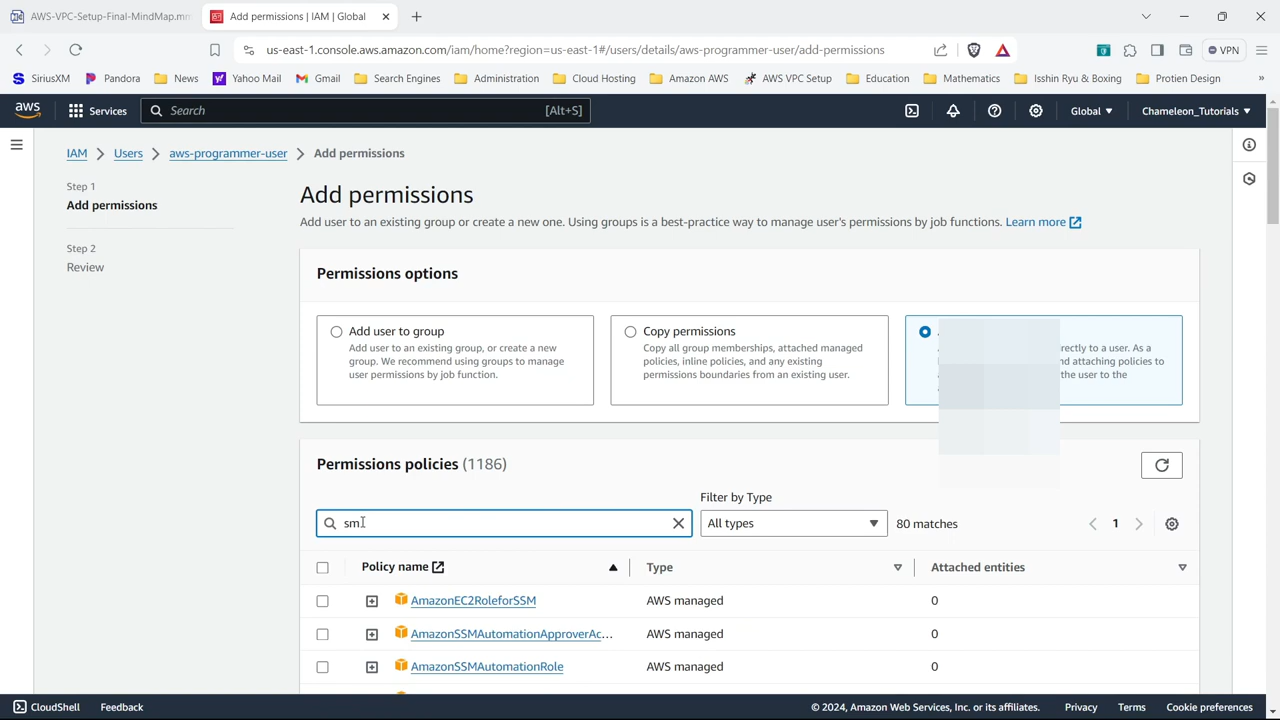 AWS-VPC-Setup-Final-MindMap.mm
Add permissions | IAM | Global
us-east-1.console.aws.amazon.com/iam/home?region=us-east-1#/users/details/aws-programmer-user/add-permissions
VPN
SiriusXM Pandora News Yahoo Mail Gmail Search Engines Administration Cloud Hosting Amazon AWS AWS VPC Setup Education Mathematics Isshin Ryu & Boxing Protien Design »
aws Services Search [Alt+S] Global Chameleon_Tutorials
IAM Users aws-programmer-user Add permissions
Step 1
Add permissions
Step 2
Review
Add permissions
Add user to an existing group or create a new one. Using groups is a best-practice way to manage user's permissions by job functions. Learn more
Permissions options
Add user to group
Add user to an existing group, or create a new
group. We recommend using groups to manage
user permissions by job function.
Copy permissions
Copy all group memberships, attached managed
policies, inline policies, and any existing
permissions boundaries from an existing user.
directly to a user. As a
and attaching policies to
the user to the
Permissions policies (1186)
Filter by Type
sm
All types
80 matches
1
Policy name Type Attached entities
AmazonEC2RoleforSSM AWS managed 0
AmazonSSMAutomationApproverAc... AWS managed 0
AmazonSSMAutomationRole AWS managed 0
CloudShell Feedback © 2024, Amazon Web Services, Inc. or its affiliates. Privacy Terms Cookie preferences